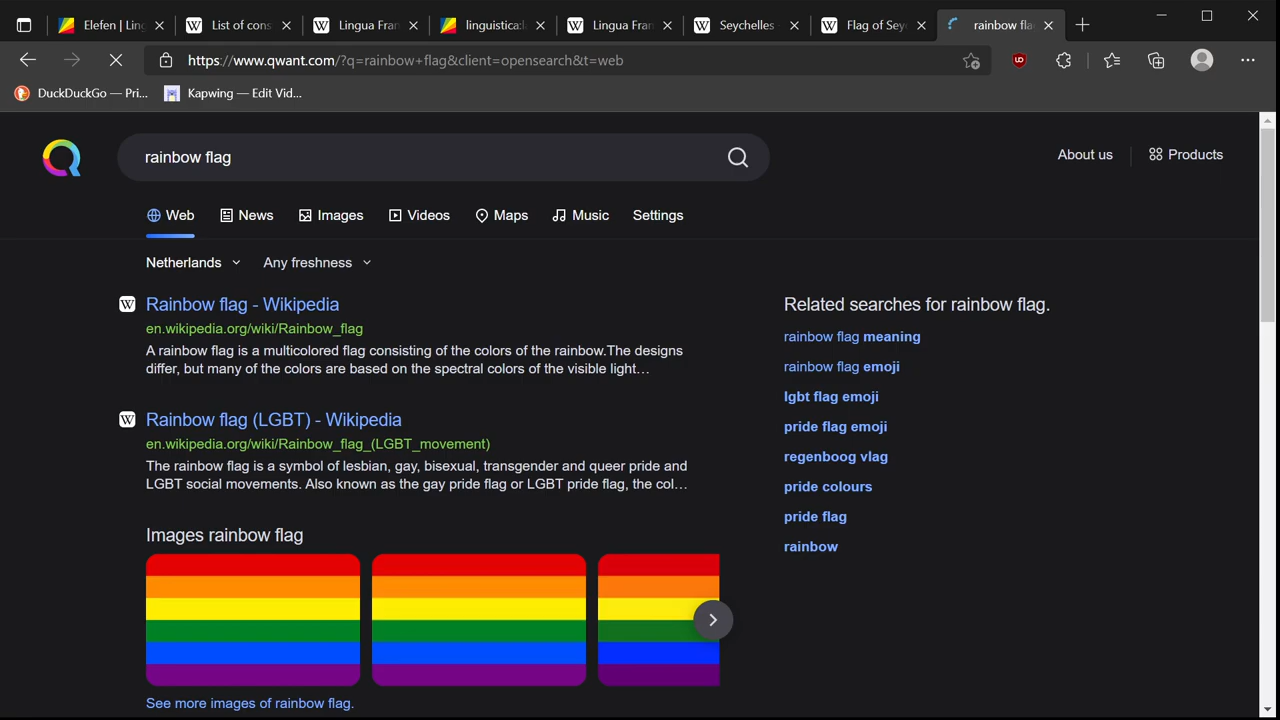 Elefen | Ling
List of cons
Lingua Fran
linguistica:l
Lingua Fran
Seychelles -
Flag of Sey
rainbow fla
https://www.qwant.com/?q=rainbow+flag&client=opensearch&t=web
DuckDuckGo — Pri...
Kapwing — Edit Vid...
rainbow flag
About us
Products
Web
News
Images
Videos
Maps
Music
Settings
Netherlands
Any freshness
Rainbow flag - Wikipedia
en.wikipedia.org/wiki/Rainbow_flag
A rainbow flag is a multicolored flag consisting of the colors of the rainbow.The designs
differ, but many of the colors are based on the spectral colors of the visible light...
Rainbow flag (LGBT) - Wikipedia
en.wikipedia.org/wiki/Rainbow_flag_(LGBT_movement)
The rainbow flag is a symbol of lesbian, gay, bisexual, transgender and queer pride and
LGBT social movements. Also known as the gay pride flag or LGBT pride flag, the col...
Images rainbow flag
See more images of rainbow flag.
Related searches for rainbow flag.
rainbow flag meaning
rainbow flag emoji
lgbt flag emoji
pride flag emoji
regenboog vlag
pride colours
pride flag
rainbow